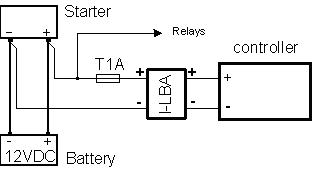 Starter
- +
Relays
T1A
controller
+ +
- -
I-LBA
+
-
12VDC
- +
Battery